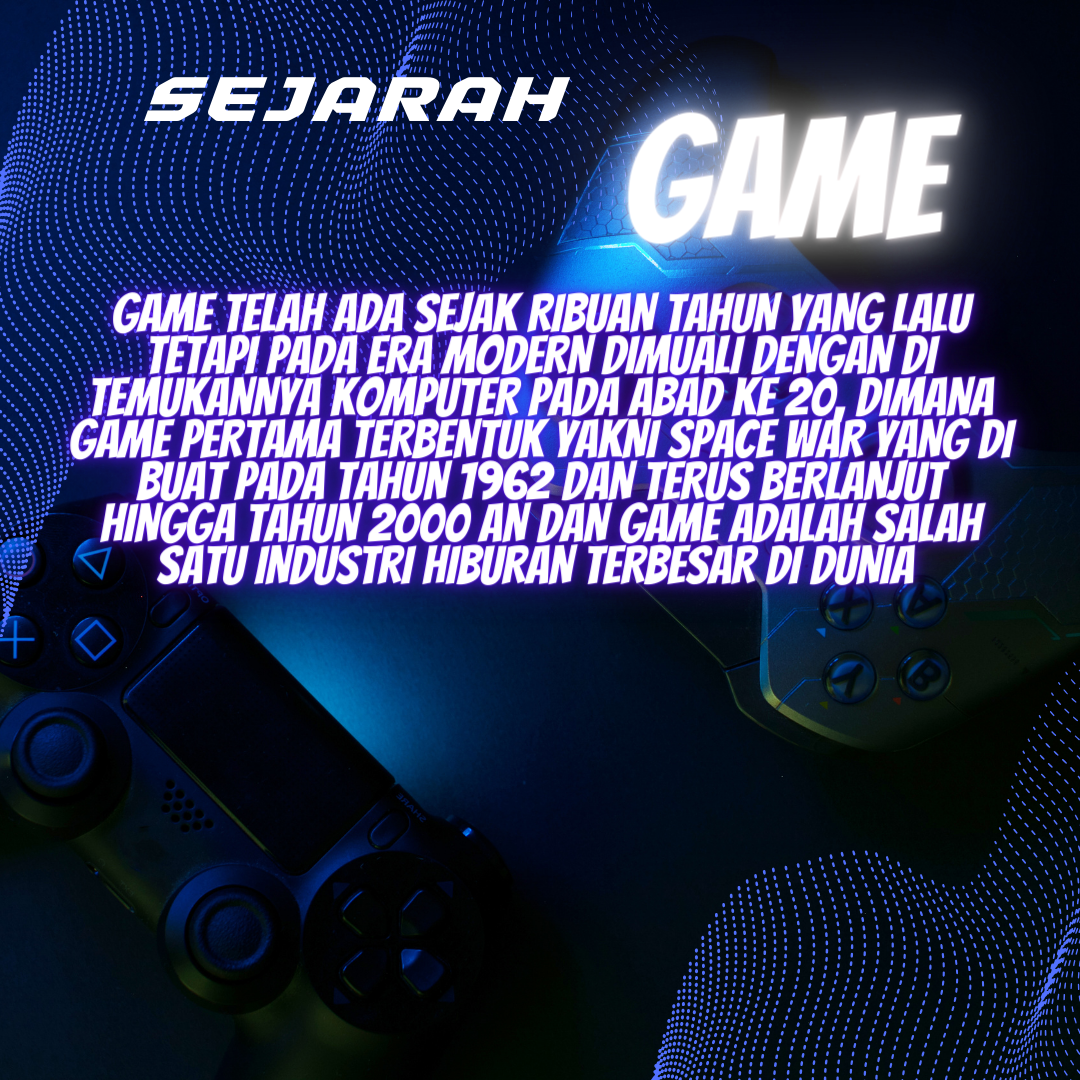 SEJARAH
GAME
GAME TELAH ADA SEJAK RIBUAN TAHUN YANG LALU
TETAPI PADA ERA MODERN DIMUALI DENGAN DI
TEMUKANNYA KOMPUTER PADA ABAD KE 20, DIMANA
GAME PERTAMA TERBENTUK YAKNI SPACE WAR YANG DI
BUAT PADA TAHUN 1962 DAN TERUS BERLANJUT
HINGGA TAHUN 2000 AN DAN GAME ADALAH SALAH
SATU INDUSTRI HIBURAN TERBESAR DI DUNIA
X
A
Y
B
SHARE